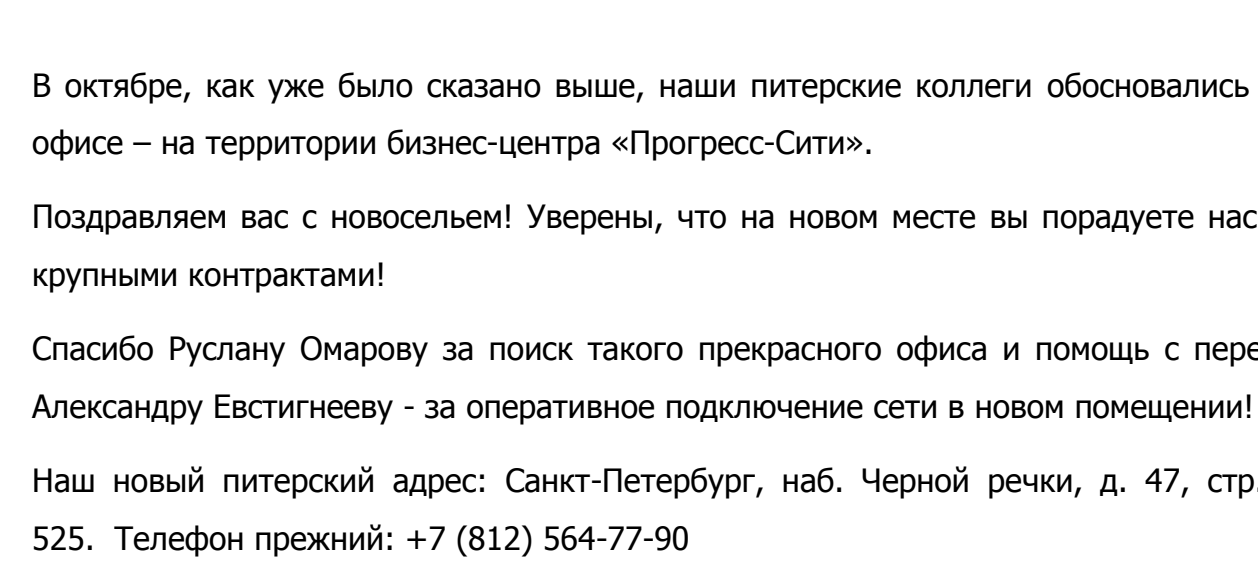 В октябре, как уже было сказано выше, наши питерские коллеги обосновались
офисе – на территории бизнес-центра «Прогресс-Сити».
Поздравляем вас с новосельем! Уверены, что на новом месте вы порадуете нас
крупными контрактами!
Спасибо Руслану Омарову за поиск такого прекрасного офиса и помощь с пере
Александру Евстигнееву - за оперативное подключение сети в новом помещении!
Наш новый питерский адрес: Санкт-Петербург, наб. Черной речки, д. 47, стр.
525. Телефон прежний: +7 (812) 564-77-90